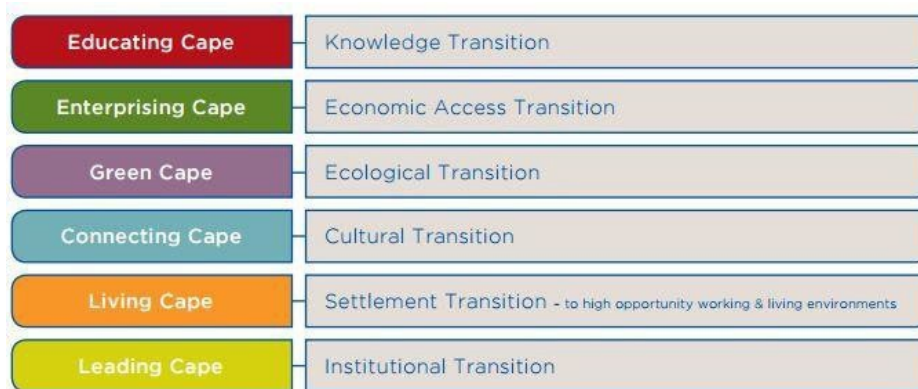 Educating Cape
Knowledge Transition
Enterprising Cape
Economic Access Transition
Green Cape
Ecological Transition
Connecting Cape
Cultural Transition
Living Cape
Settlement Transition - to high opportunity working & living environments
Leading Cape
Institutional Transition